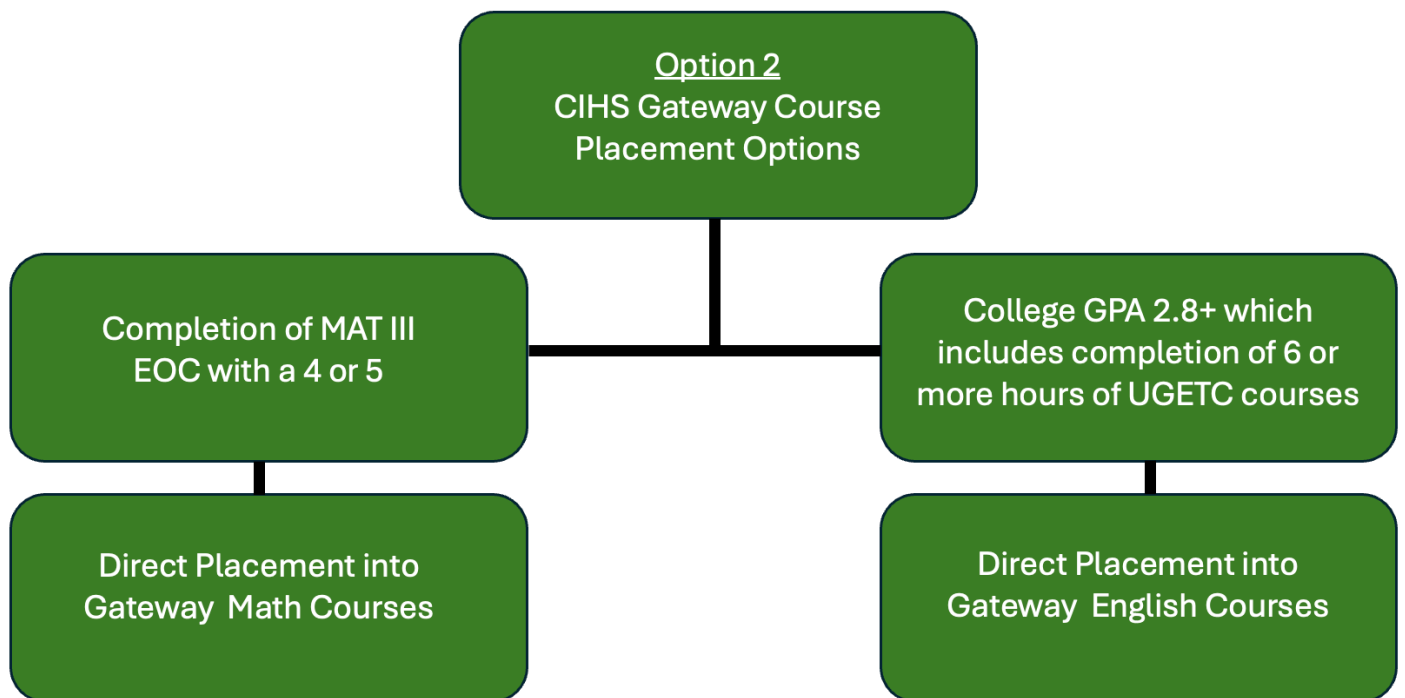 Option 2
CIHS Gateway Course
Placement Options
Completion of MAT III
EOC with a 4 or 5
College GPA 2.8+ which
includes completion of 6 or
more hours of UGETC courses
Direct Placement into
Gateway  Math Courses
Direct Placement into
Gateway  English Courses